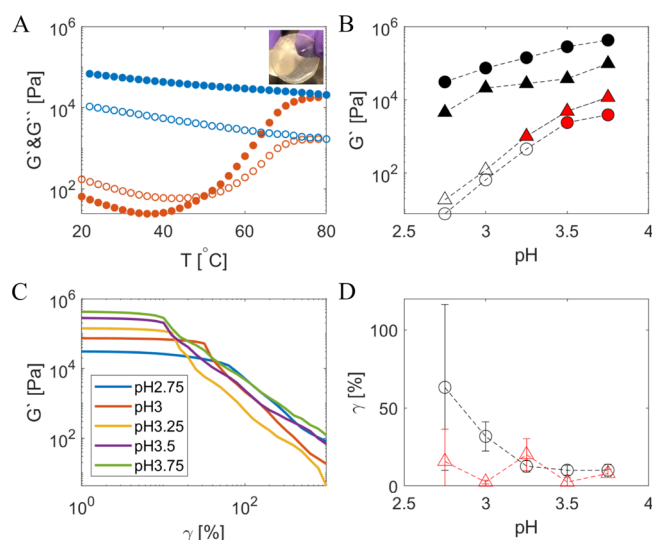 A
G`&G`` [Pa]
10^6
10^4
10^2
20 40 60 80
T [°C]
B
G` [Pa]
10^6
10^4
10^2
2.5 3 3.5 4
pH
C
G` [Pa]
10^6
10^4
10^2
pH2.75
pH3
pH3.25
pH3.5
pH3.75
10^0 10^2
γ [%]
D
γ [%]
100
50
0
2.5 3 3.5 4
pH